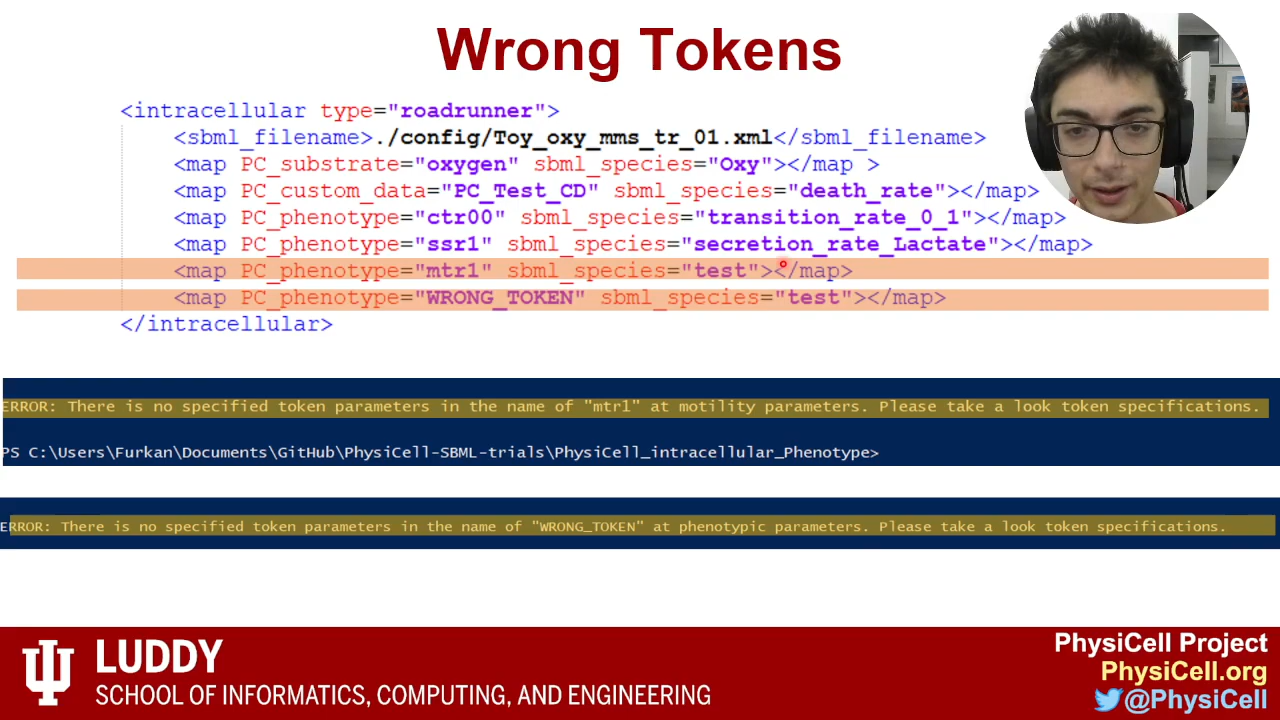 Wrong Tokens
<intracellular type="roadrunner">
<sbml_filename>./config/Toy_oxy_mms_tr_01.xml</sbml_filename>
<map PC_substrate="oxygen" sbml_species="Oxy"></map >
<map PC_custom_data="PC_Test_CD" sbml_species="death_rate"></map>
<map PC_phenotype="ctr00" sbml_species="transition_rate_0_1"></map>
<map PC_phenotype="ssr1" sbml_species="secretion_rate_Lactate"></map>
<map PC_phenotype="mtr1" sbml_species="test"></map>
<map PC_phenotype="WRONG_TOKEN" sbml_species="test"></map>
</intracellular>
ERROR: There is no specified token parameters in the name of "mtr1" at motility parameters. Please take a look token specifications.
PS C:\Users\Furkan\Documents\GitHub\PhysiCell-SBML-trials\PhysiCell_intracellular_Phenotype>
ERROR: There is no specified token parameters in the name of "WRONG_TOKEN" at phenotypic parameters. Please take a look token specifications.
LUDDY
SCHOOL OF INFORMATICS, COMPUTING, AND ENGINEERING
PhysiCell Project
PhysiCell.org
@PhysiCell